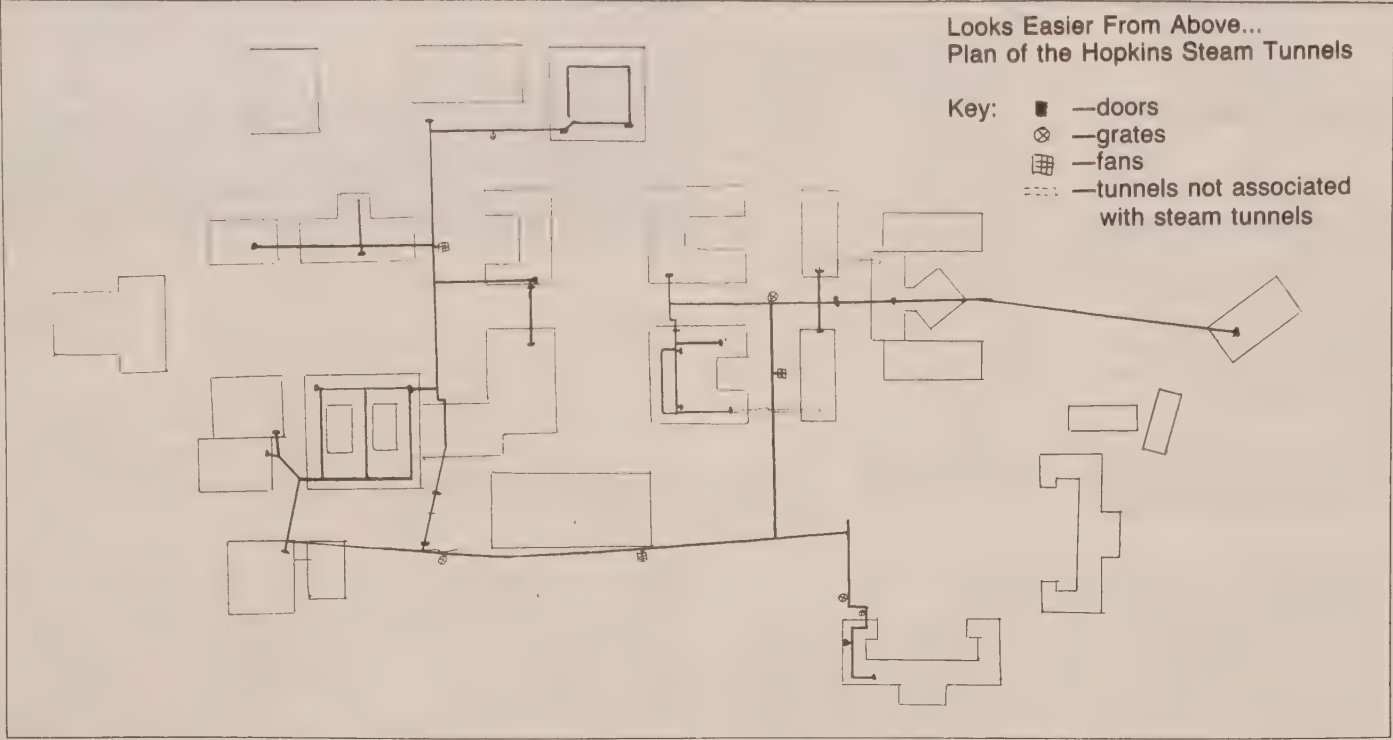 Looks Easier From Above...
Plan of the Hopkins Steam Tunnels
Key:
—doors
—grates
—fans
—tunnels not associated
with steam tunnels